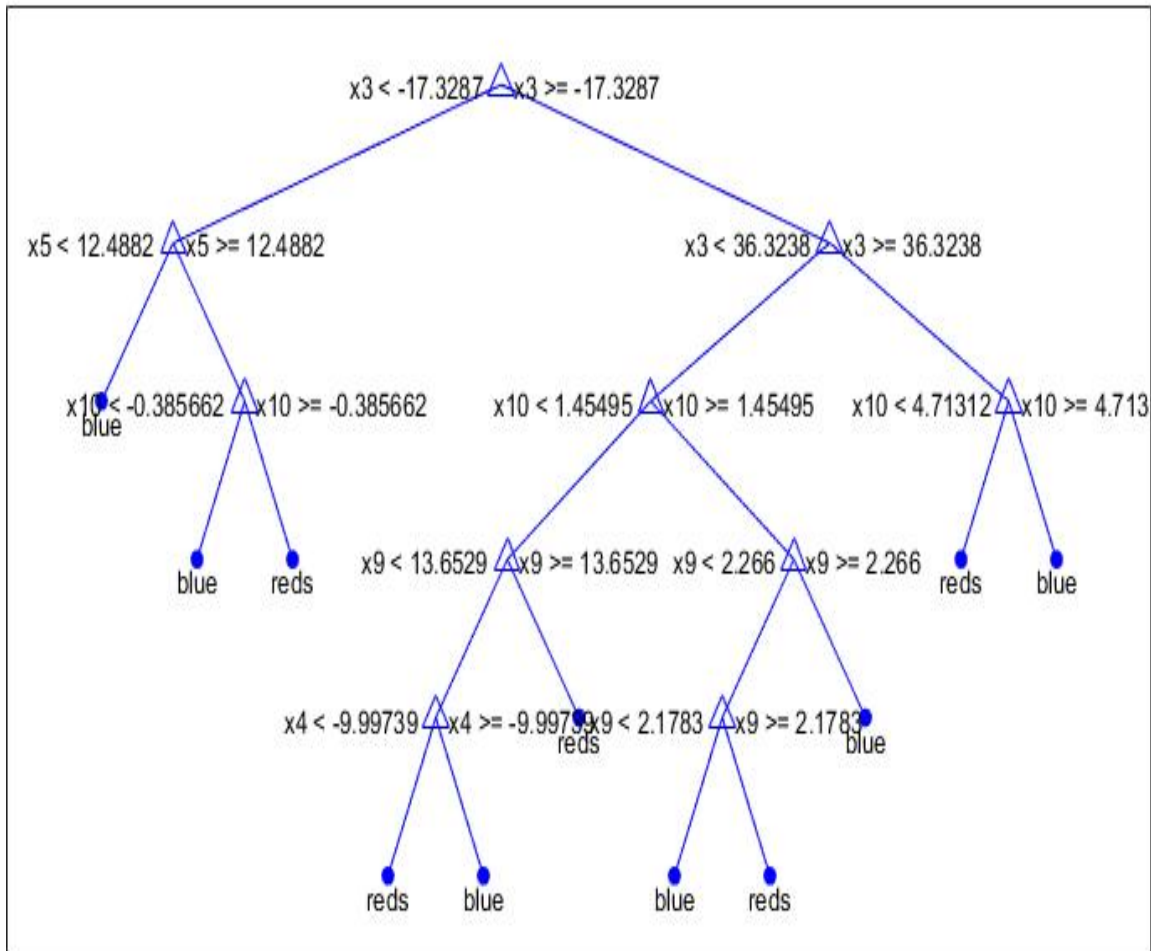 x3 < -17.3287 x3 >= -17.3287
x5 < 12.4882 x5 >= 12.4882 x3 < 36.3238 x3 >= 36.3238
x10 < -0.385662 x10 >= -0.385662 x10 < 1.45495 x10 >= 1.45495 x10 < 4.71312 x10 >= 4.713
blue
x9 < 13.6529 x9 >= 13.6529 x9 < 2.266 x9 >= 2.266
blue reds reds blue
x4 < -9.99739 x4 >= -9.99739 x9 < 2.1783 x9 >= 2.1783
reds blue
reds blue blue reds